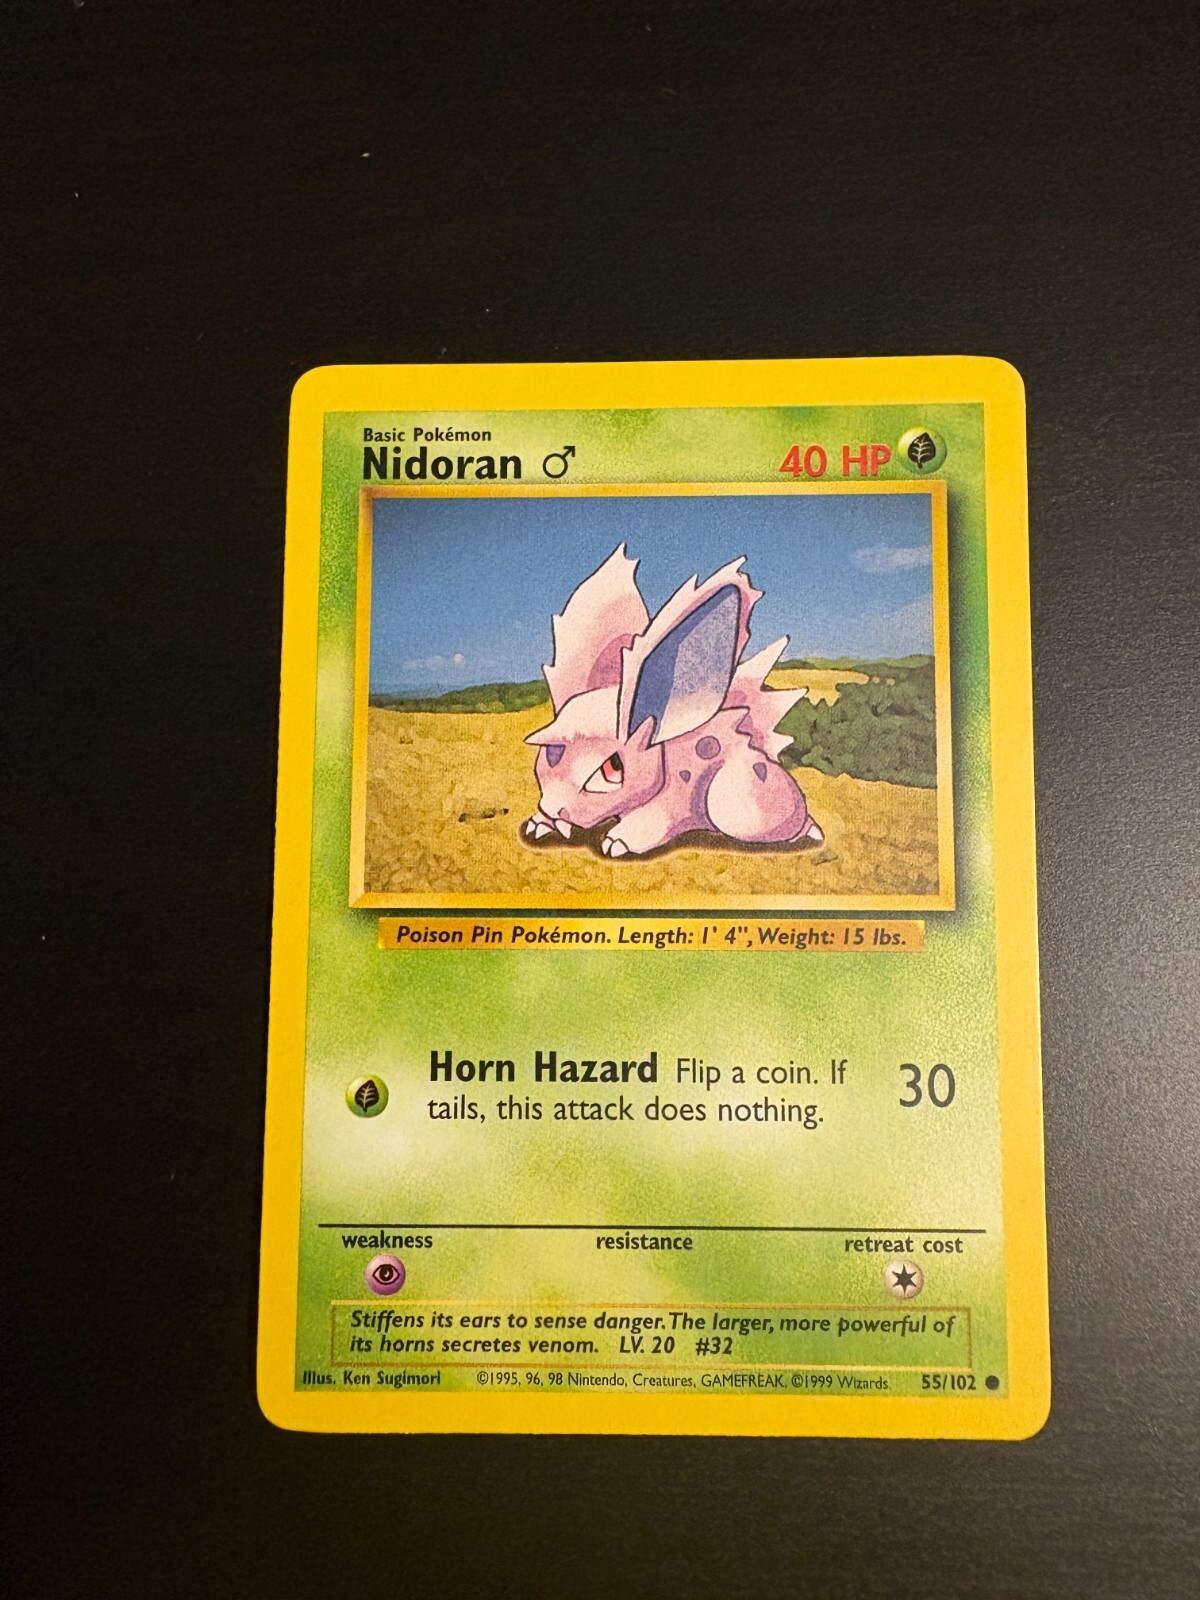 Basic Pokémon
Nidoran ♂ 40 HP
Poison Pin Pokémon. Length: 1' 4", Weight: 15 lbs.
Horn Hazard Flip a coin. If
tails, this attack does nothing. 30
weakness resistance retreat cost
Stiffens its ears to sense danger. The larger, more powerful of
its horns secretes venom. LV. 20 #32
Illus. Ken Sugimori ©1995, 96, 98 Nintendo, Creatures, GAMEFREAK. ©1999 Wizards. 55/102 ●